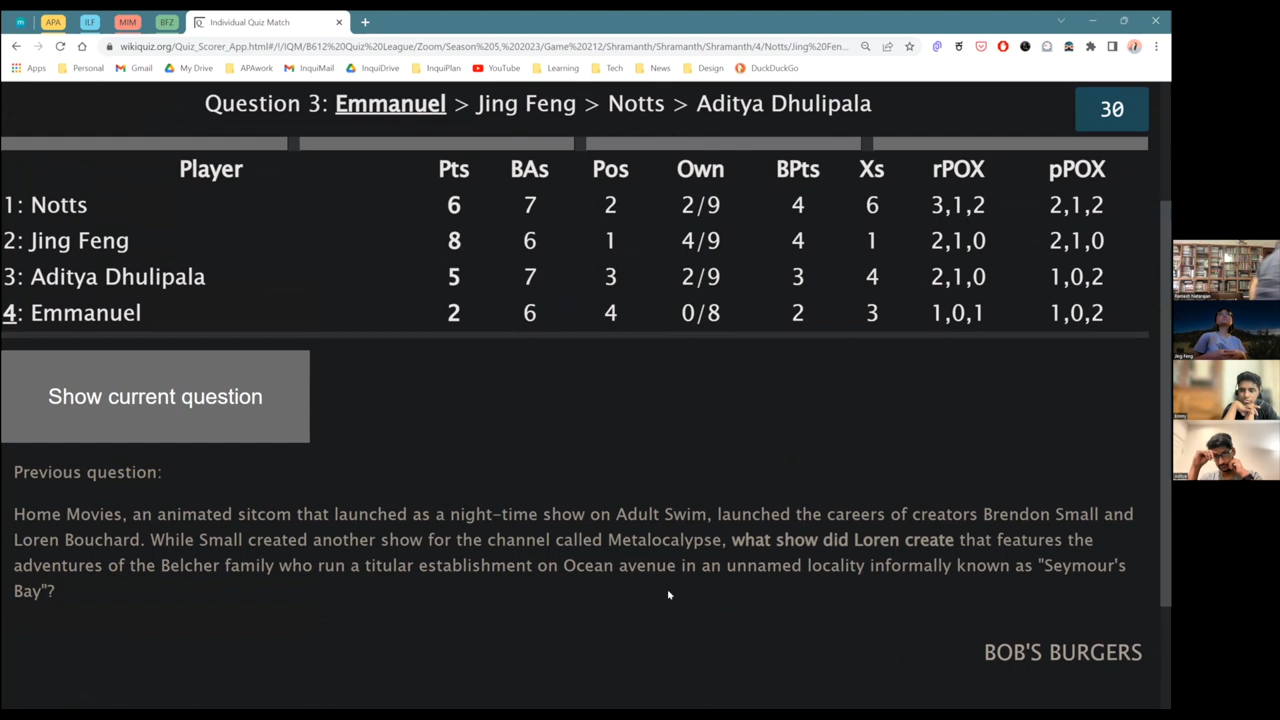 APA
ILF
MIM
BFZ
Individual Quiz Match
wikiquiz.org/Quiz_Scorer_App.html#/!/IQM/B612%20Quiz%20League/Zoom/Season%205,%202023/Game%20212/Shramanth/Shramanth/Shramanth/4/Notts/Jing%20Fen...
Apps Personal Gmail My Drive APAwork InquiMail InquiDrive InquiPlan YouTube Learning Tech News Design DuckDuckGo
Question 3: Emmanuel > Jing Feng > Notts > Aditya Dhulipala
30
Player Pts BAs Pos Own BPts Xs rPOX pPOX
1: Notts 6 7 2 2/9 4 6 3,1,2 2,1,2
2: Jing Feng 8 6 1 4/9 4 1 2,1,0 2,1,0
3: Aditya Dhulipala 5 7 3 2/9 3 4 2,1,0 1,0,2
4: Emmanuel 2 6 4 0/8 2 3 1,0,1 1,0,2
Show current question
Previous question:
Home Movies, an animated sitcom that launched as a night-time show on Adult Swim, launched the careers of creators Brendon Small and
Loren Bouchard. While Small created another show for the channel called Metalocalypse, what show did Loren create that features the
adventures of the Belcher family who run a titular establishment on Ocean avenue in an unnamed locality informally known as "Seymour's
Bay"?
BOB'S BURGERS
Ramesh Natarajan
Jing Feng